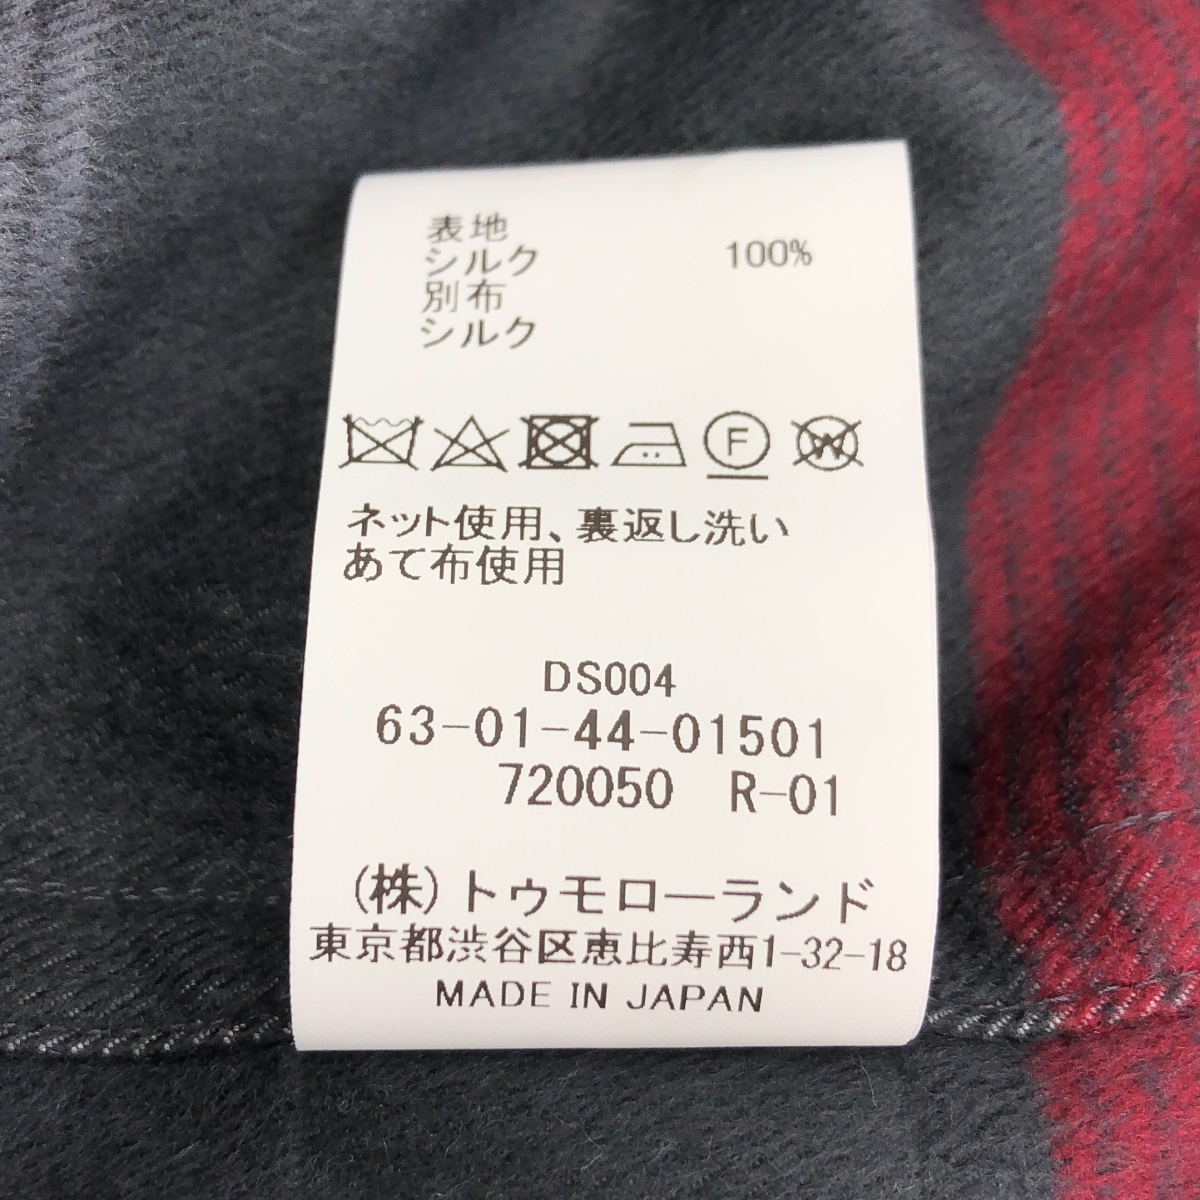 表地
シルク 100%
別布
シルク
F W
ネット使用、裏返し洗い
あて布使用
DS004
63-01-44-01501
720050 R-01
(株)トゥモローランド
東京都渋谷区恵比寿西1-32-18
MADE IN JAPAN